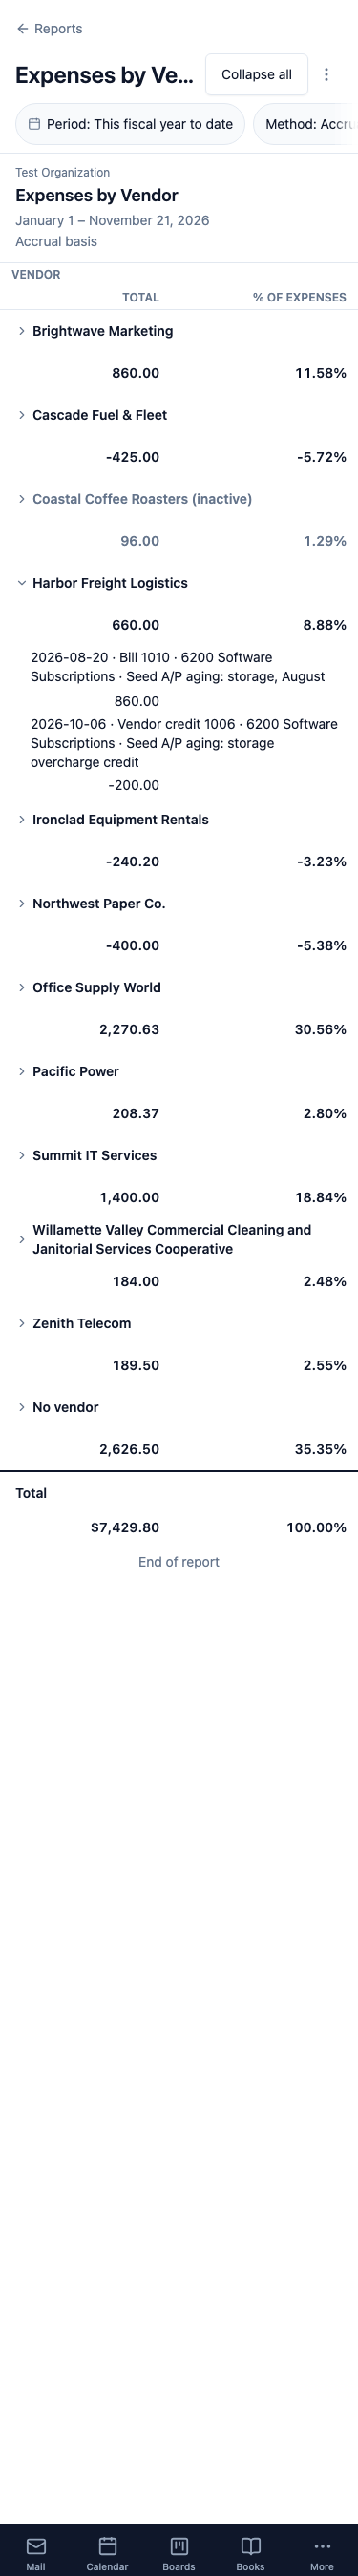 Reports
Expenses by Ve...
Collapse all
Period: This fiscal year to date
Method: Accru
Test Organization
Expenses by Vendor
January 1 – November 21, 2026
Accrual basis
VENDOR
TOTAL % OF EXPENSES
Brightwave Marketing
860.00 11.58%
Cascade Fuel & Fleet
-425.00 -5.72%
Coastal Coffee Roasters (inactive)
96.00 1.29%
Harbor Freight Logistics
660.00 8.88%
2026-08-20 · Bill 1010 · 6200 Software
Subscriptions · Seed A/P aging: storage, August
860.00
2026-10-06 · Vendor credit 1006 · 6200 Software
Subscriptions · Seed A/P aging: storage
overcharge credit
-200.00
Ironclad Equipment Rentals
-240.20 -3.23%
Northwest Paper Co.
-400.00 -5.38%
Office Supply World
2,270.63 30.56%
Pacific Power
208.37 2.80%
Summit IT Services
1,400.00 18.84%
Willamette Valley Commercial Cleaning and
Janitorial Services Cooperative
184.00 2.48%
Zenith Telecom
189.50 2.55%
No vendor
2,626.50 35.35%
Total
$7,429.80 100.00%
End of report
Mail
Calendar
Boards
Books
More